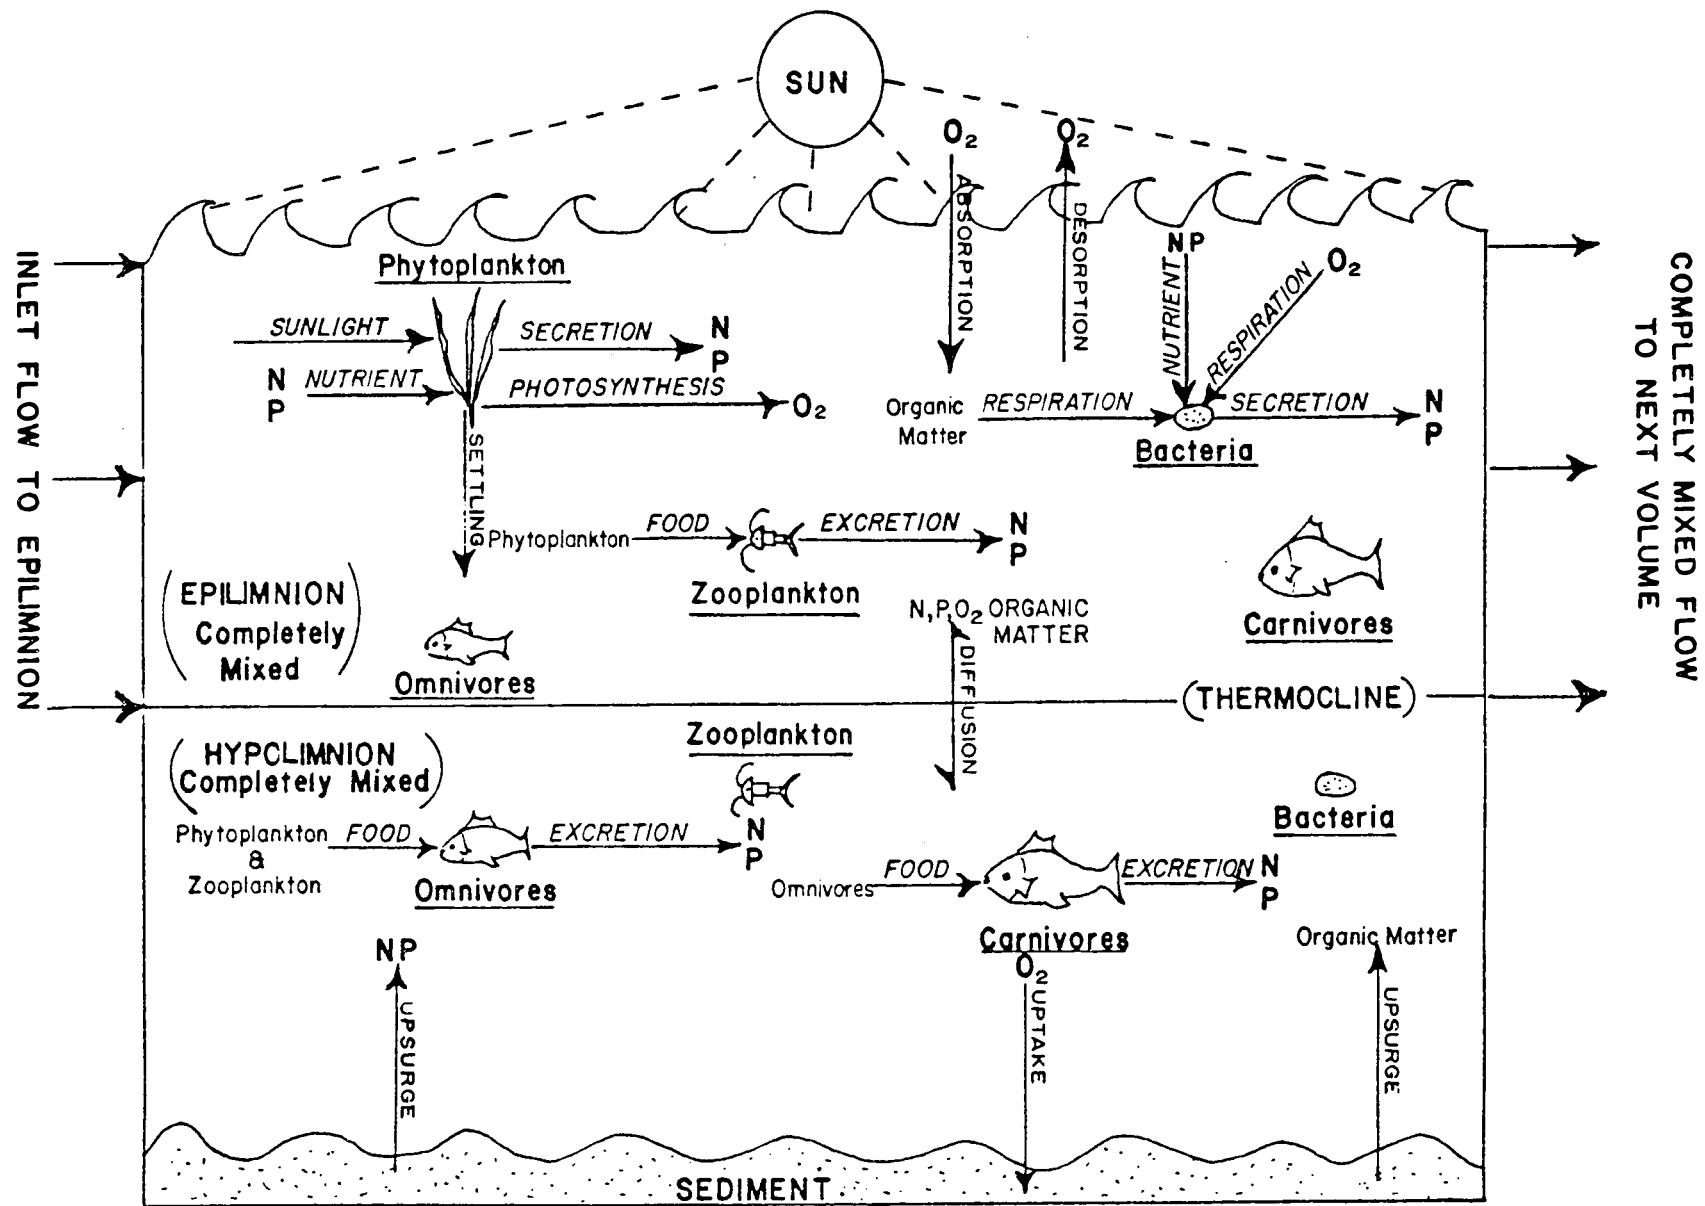 SUN
O2
O2
ABSORPTION
DESORPTION
INLET FLOW TO EPILIMNION
COMPLETELY MIXED FLOW
TO NEXT VOLUME
Phytoplankton
SUNLIGHT
SECRETION
N
P
N
P
NUTRIENT
PHOTOSYNTHESIS
O2
SETTLING
NP
NUTRIENT
RESPIRATION
O2
Organic
Matter
RESPIRATION
SECRETION
N
P
Bacteria
Phytoplankton
FOOD
EXCRETION
N
P
Zooplankton
(EPILIMNION
Completely
Mixed)
Omnivores
N,P,O2 ORGANIC
MATTER
DIFFUSION
Carnivores
(THERMOCLINE)
(HYPOLIMNION
Completely Mixed)
Zooplankton
Phytoplankton
&
Zooplankton
FOOD
EXCRETION
N
P
Omnivores
Omnivores
FOOD
EXCRETION
N
P
Carnivores
Bacteria
NP
UPSURGE
O2
UPTAKE
Organic Matter
UPSURGE
SEDIMENT